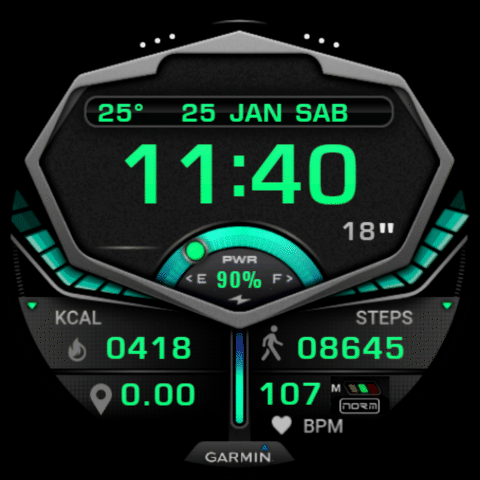 25° 25 JAN SAB
11:40
18"
PWR
< E 90% F >
KCAL STEPS
0418 08645
0.00 107 M
norm
BPM
GARMIN